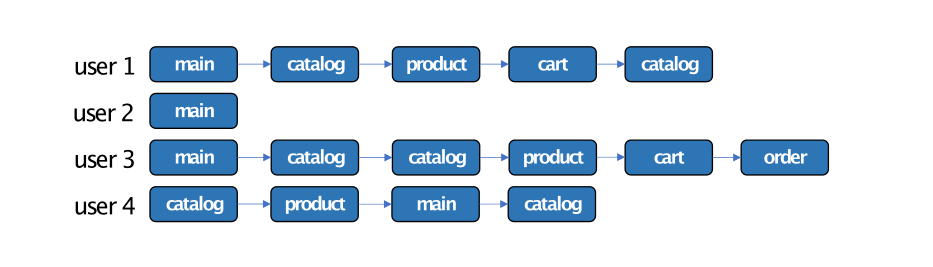 user 1 main catalog product cart catalog
user 2 main
user 3 main catalog catalog product cart order
user 4 catalog product main catalog